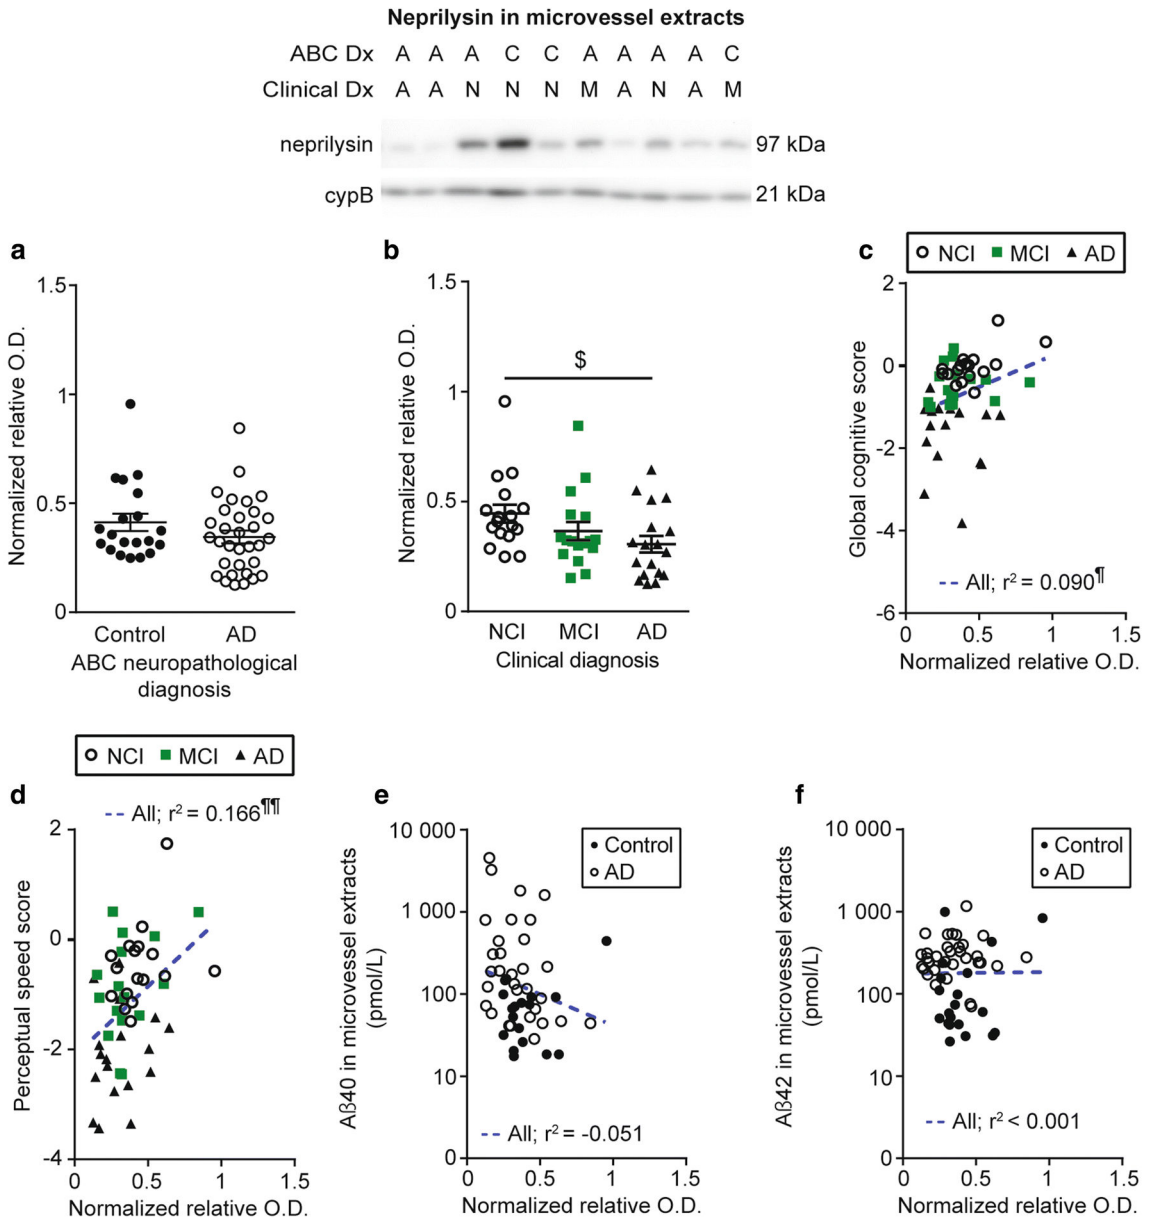 Neprilysin in microvessel extracts
ABC Dx A A A C C A A A A C
Clinical Dx A A N N N M A N A M
neprilysin 97 kDa
cypB 21 kDa
a
Normalized relative O.D.
1.5
1
0.5
0
Control AD
ABC neuropathological
diagnosis
b
Normalized relative O.D.
1.5
1
0.5
0
$
NCI MCI AD
Clinical diagnosis
c
NCI MCI AD
Global cognitive score
2
0
-2
-4
-6
All; r² = 0.090¶
0 0.5 1 1.5
Normalized relative O.D.
d
NCI MCI AD
All; r² = 0.166¶¶
Perceptual speed score
2
0
-2
-4
0 0.5 1 1.5
Normalized relative O.D.
e
Aß40 in microvessel extracts
(pmol/L)
10 000
1 000
100
10
0
Control
AD
All; r² = -0.051
0 0.5 1 1.5
Normalized relative O.D.
f
Aß42 in microvessel extracts
(pmol/L)
10 000
1 000
100
10
0
Control
AD
All; r² < 0.001
0 0.5 1 1.5
Normalized relative O.D.